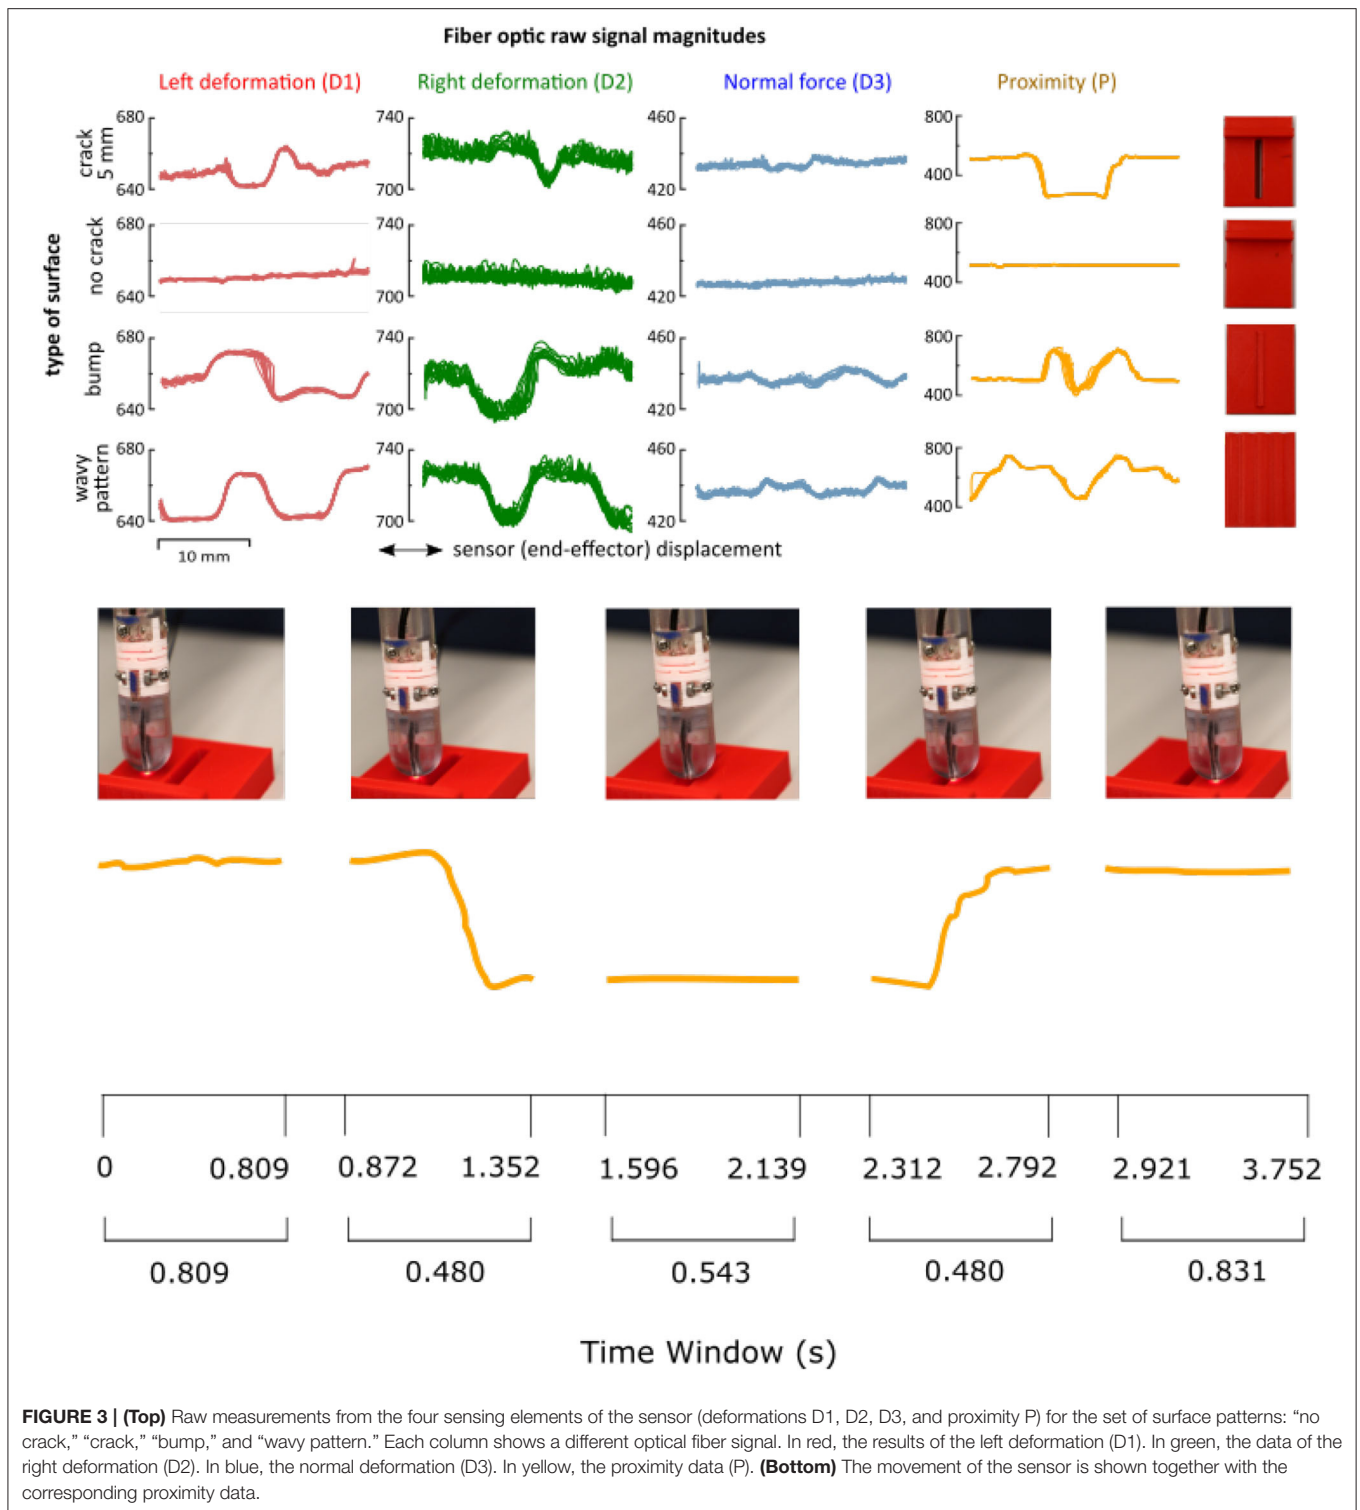 Fiber optic raw signal magnitudes
Left deformation (D1) Right deformation (D2) Normal force (D3) Proximity (P)
type of surface
crack 5 mm
680
640
740
700
460
420
800
400
no crack
680
640
740
700
460
420
800
400
bump
680
640
740
700
460
420
800
400
wavy pattern
680
640
740
700
460
420
800
400
10 mm
sensor (end-effector) displacement
0 0.809 0.872 1.352 1.596 2.139 2.312 2.792 2.921 3.752
0.809 0.480 0.543 0.480 0.831
Time Window (s)
FIGURE 3 | (Top) Raw measurements from the four sensing elements of the sensor (deformations D1, D2, D3, and proximity P) for the set of surface patterns: “no
crack,” “crack,” “bump,” and “wavy pattern.” Each column shows a different optical fiber signal. In red, the results of the left deformation (D1). In green, the data of the
right deformation (D2). In blue, the normal deformation (D3). In yellow, the proximity data (P). (Bottom) The movement of the sensor is shown together with the
corresponding proximity data.